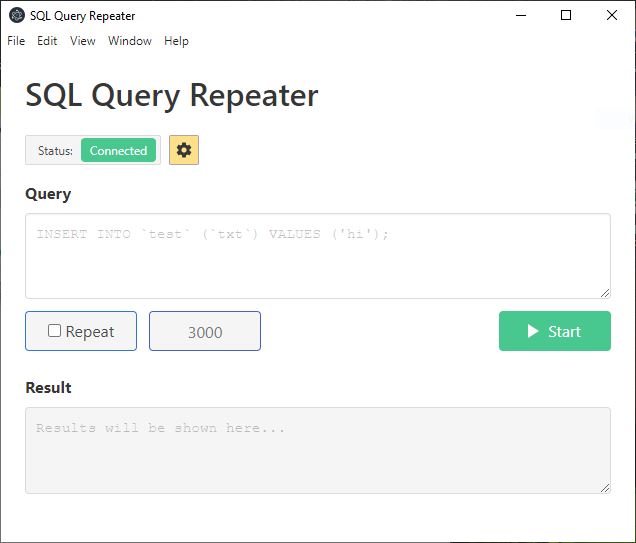 SQL Query Repeater
File Edit View Window Help
SQL Query Repeater
Status: Connected
Query
INSERT INTO `test` (`txt`) VALUES ('hi');
Repeat 3000 Start
Result
Results will be shown here...